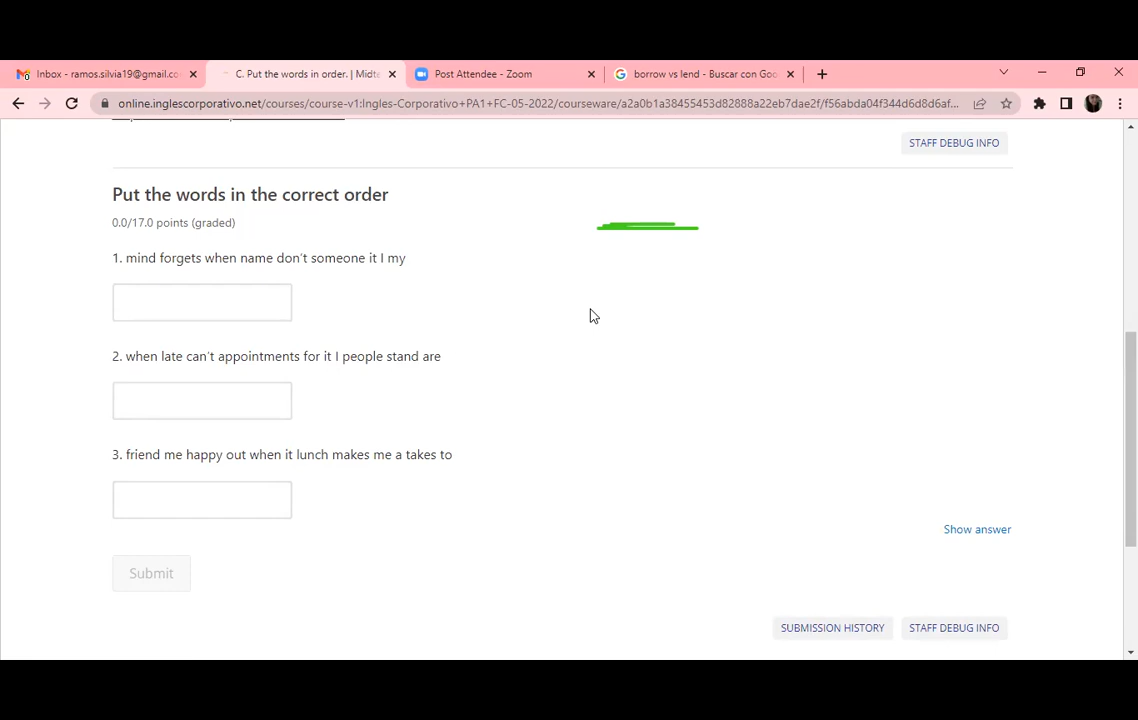 Inbox - ramos.silvia19@gmail.co
C. Put the words in order. | Midte
Post Attendee - Zoom
borrow vs lend - Buscar con Goo
online.inglescorporativo.net/courses/course-v1:Ingles-Corporativo+PA1+FC-05-2022/courseware/a2a0b1a38455453d82888a22eb7dae2f/f56abda04f344d6d8d6af...
STAFF DEBUG INFO
Put the words in the correct order
0.0/17.0 points (graded)
1. mind forgets when name don't someone it I my
2. when late can't appointments for it I people stand are
3. friend me happy out when it lunch makes me a takes to
Show answer
Submit
SUBMISSION HISTORY
STAFF DEBUG INFO